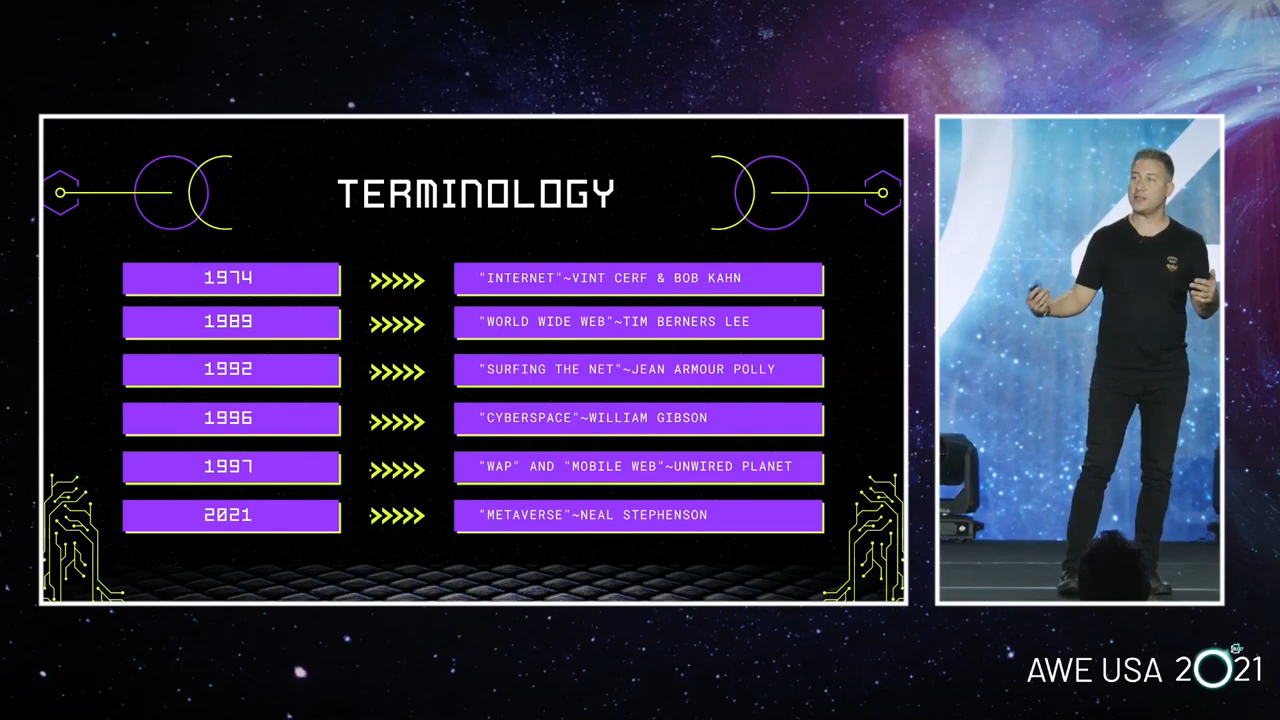 TERMINOLOGY
1974
"INTERNET"~VINT CERF & BOB KAHN
1989
"WORLD WIDE WEB"~TIM BERNERS LEE
1992
"SURFING THE NET"~JEAN ARMOUR POLLY
1996
"CYBERSPACE"~WILLIAM GIBSON
1997
"WAP" AND "MOBILE WEB"~UNWIRED PLANET
2021
"METAVERSE"~NEAL STEPHENSON
AWE USA 2021